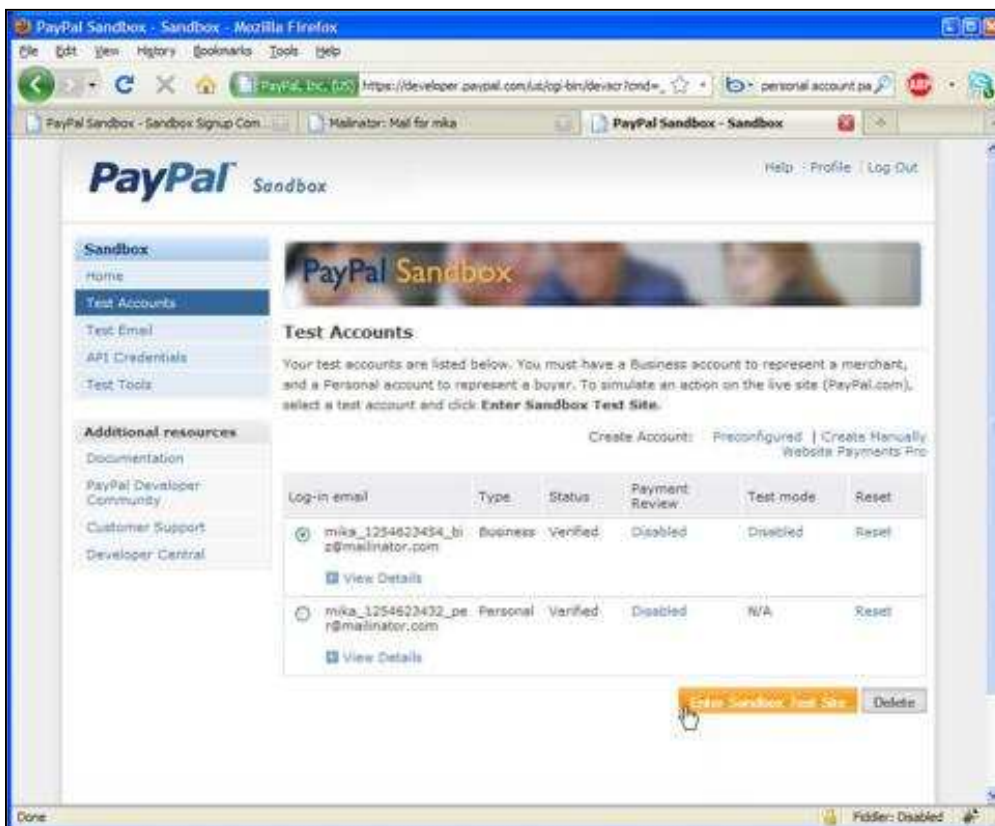 PayPal Sandbox - Sandbox - Mozilla Firefox
File Edit View History Bookmarks Tools Help
PayPal, Inc. (US) https://developer.paypal.com/us/cgi-bin/devscr?cmd=_ personal account pa ABP
PayPal Sandbox - Sandbox Signup Com... Mailinator: Mail for mika PayPal Sandbox - Sandbox
PayPal Sandbox
Help Profile Log Out
Sandbox
Home
Test Accounts
Test Email
API Credentials
Test Tools
Additional resources
Documentation
PayPal Developer
Community
Customer Support
Developer Central
PayPal Sandbox
Test Accounts
Your test accounts are listed below. You must have a Business account to represent a merchant,
and a Personal account to represent a buyer. To simulate an action on the live site (PayPal.com),
select a test account and click Enter Sandbox Test Site.
Create Account: Preconfigured | Create Manually
Website Payments Pro
Log-in email Type Status Payment Review Test mode Reset
mika_1254623454_bi Business Verified Disabled Disabled Reset
z@mailinator.com
View Details
mika_1254623432_pe Personal Verified Disabled N/A Reset
r@mailinator.com
View Details
Enter Sandbox Test Site Delete
Done Fiddler: Disabled